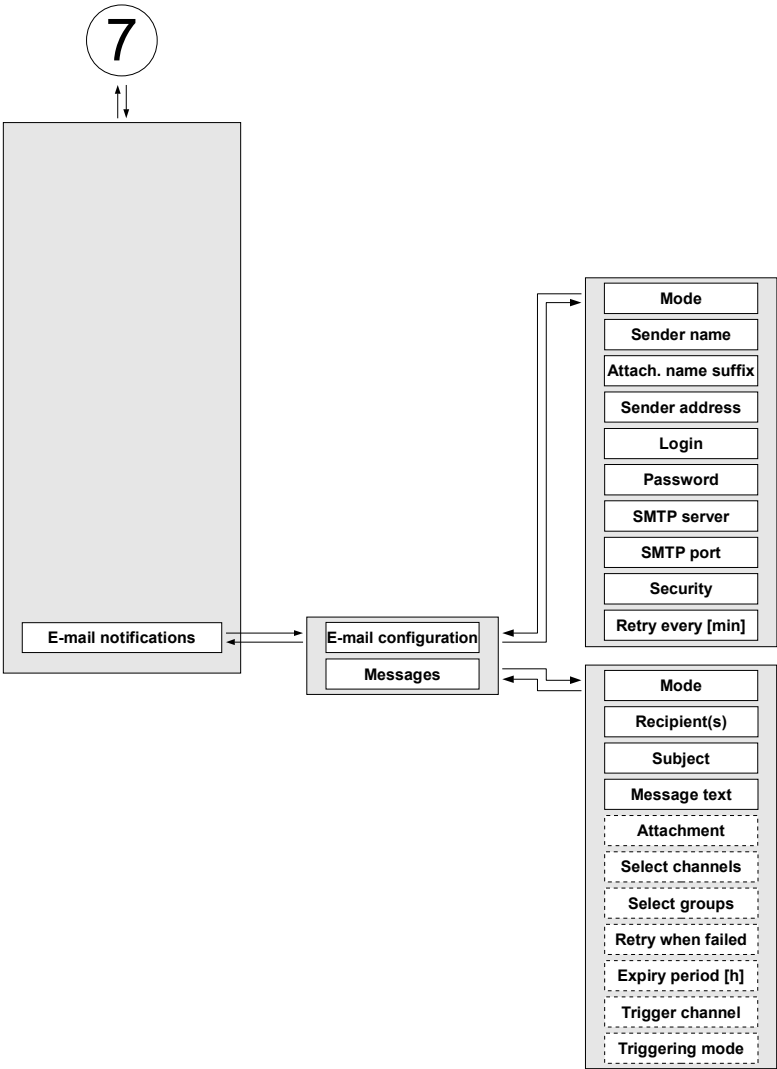 7
E-mail notifications
E-mail configuration
Messages
Mode
Sender name
Attach. name suffix
Sender address
Login
Password
SMTP server
SMTP port
Security
Retry every [min]
Mode
Recipient(s)
Subject
Message text
Attachment
Select channels
Select groups
Retry when failed
Expiry period [h]
Trigger channel
Triggering mode